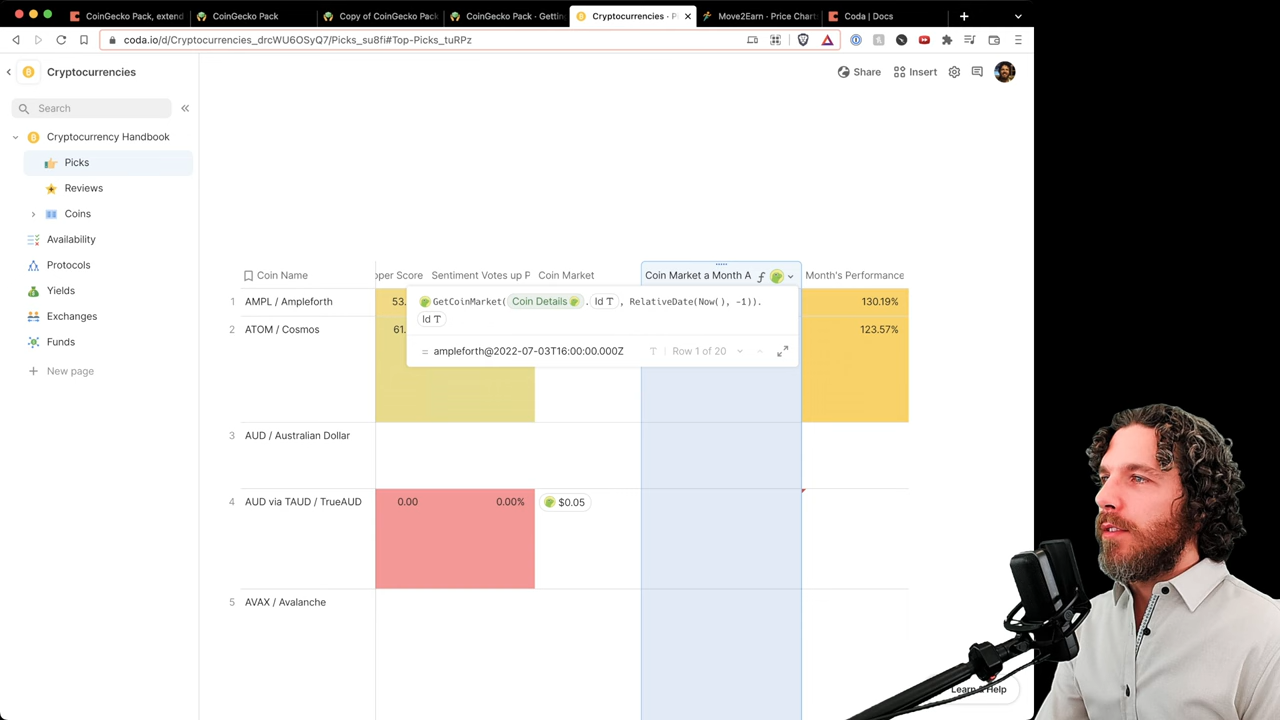 CoinGecko Pack, extend
CoinGecko Pack
Copy of CoinGecko Pack
CoinGecko Pack · Gettin
Cryptocurrencies · P
Move2Earn · Price Chart
Coda | Docs
coda.io/d/Cryptocurrencies_drcWU6OSyQ7/Picks_su8fi#Top-Picks_tuRPz
Cryptocurrencies
Share
Insert
Search
Cryptocurrency Handbook
Picks
Reviews
Coins
Availability
Protocols
Yields
Exchanges
Funds
New page
Coin Name
oper Score
Sentiment Votes up P
Coin Market
Coin Market a Month A
Month's Performance
1 AMPL / Ampleforth 53. 130.19%
GetCoinMarket( Coin Details . Id T , RelativeDate(Now(), -1)).
Id T
2 ATOM / Cosmos 61. 123.57%
= ampleforth@2022-07-03T16:00:00.000Z T Row 1 of 20
3 AUD / Australian Dollar
4 AUD via TAUD / TrueAUD 0.00 0.00% $0.05
5 AVAX / Avalanche
Learn & Help